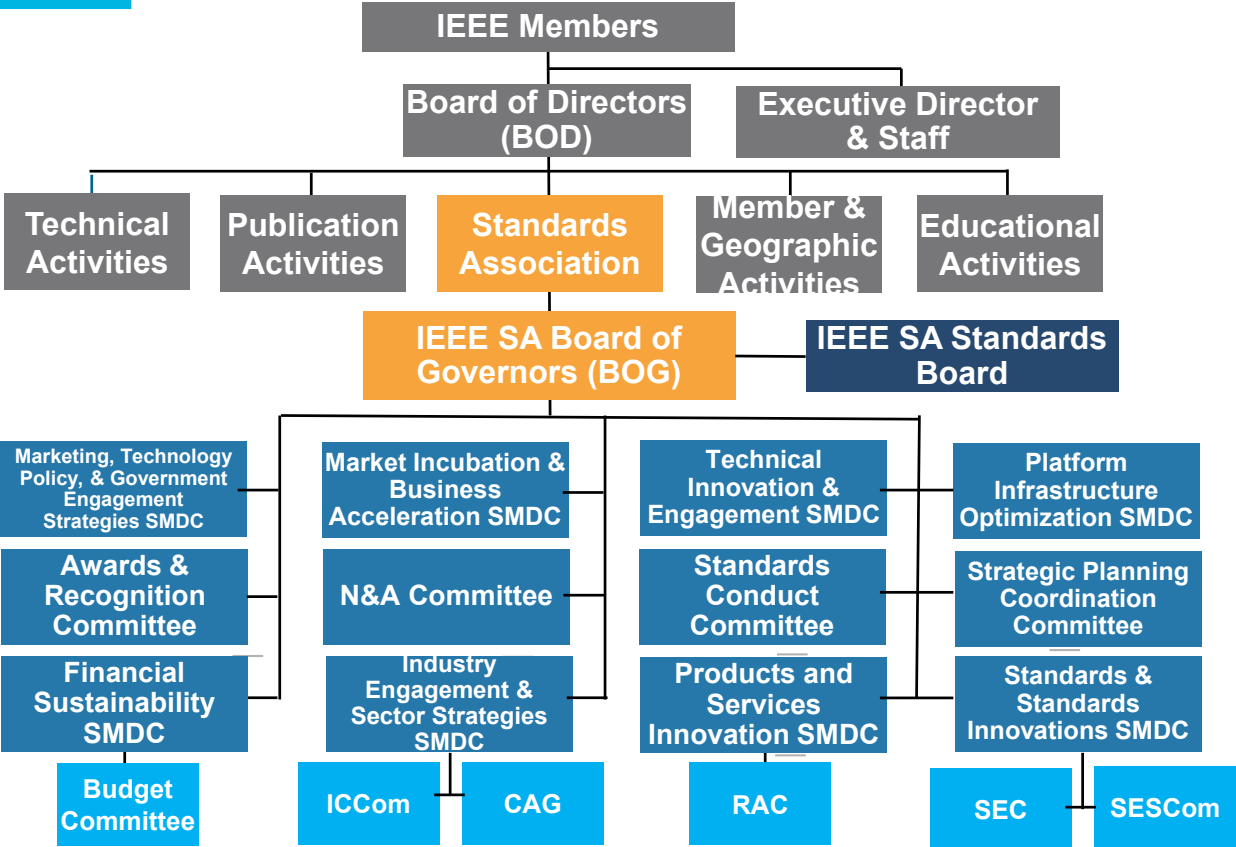 IEEE Members
Board of Directors
(BOD)
Executive Director
& Staff
Technical
Activities
Publication
Activities
Standards
Association
Member &
Geographic
Activities
Educational
Activities
IEEE SA Board of
Governors (BOG)
IEEE SA Standards
Board
Marketing, Technology
Policy, & Government
Engagement
Strategies SMDC
Market Incubation &
Business
Acceleration SMDC
Technical
Innovation &
Engagement SMDC
Platform
Infrastructure
Optimization SMDC
Awards &
Recognition
Committee
N&A Committee
Standards
Conduct
Committee
Strategic Planning
Coordination
Committee
Financial
Sustainability
SMDC
Industry
Engagement &
Sector Strategies
SMDC
Products and
Services
Innovation SMDC
Standards &
Standards
Innovations SMDC
Budget
Committee
ICCom
CAG
RAC
SEC
SESCom